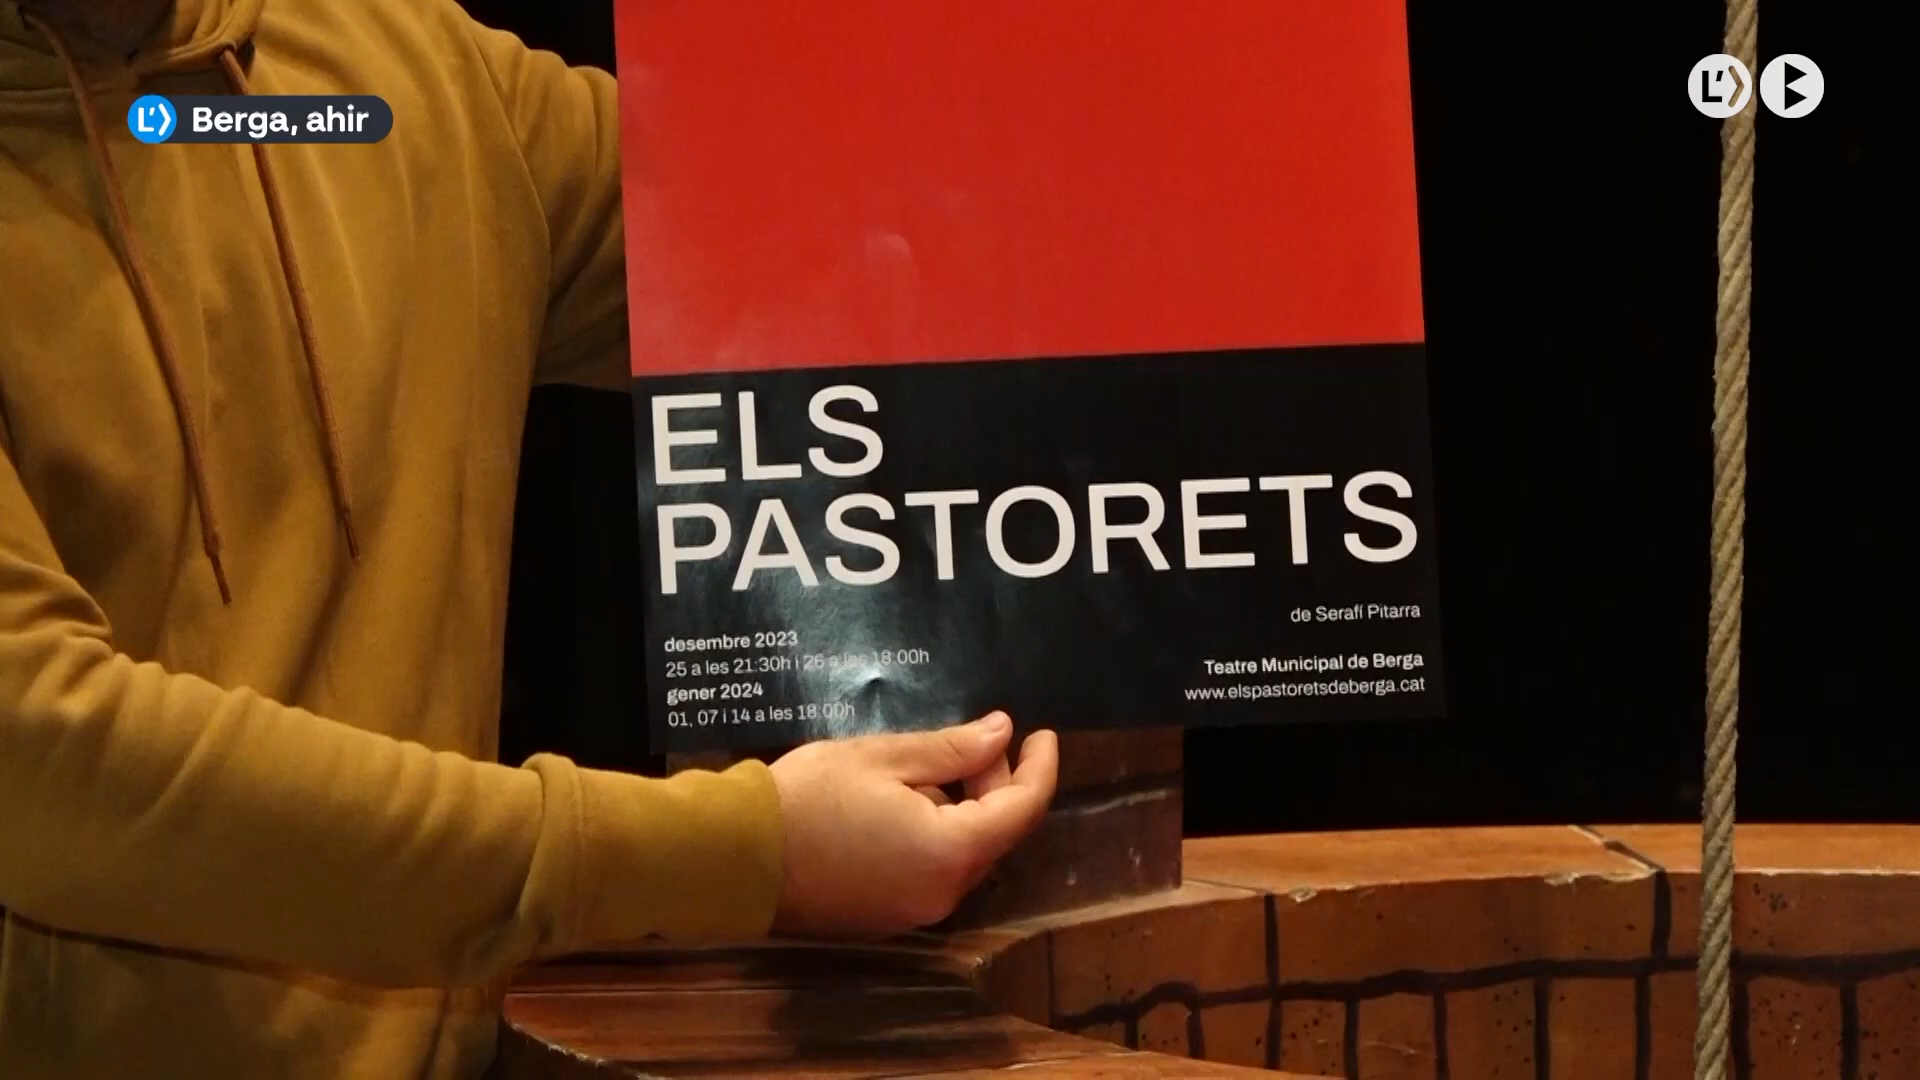 L' Berga, ahir
L'
ELS
PASTORETS
de Serafí Pitarra
desembre 2023
25 a les 21:30h i 26 a les 18:00h
gener 2024
01, 07 i 14 a les 18:00h
Teatre Municipal de Berga
www.elspastoretsdeberga.cat